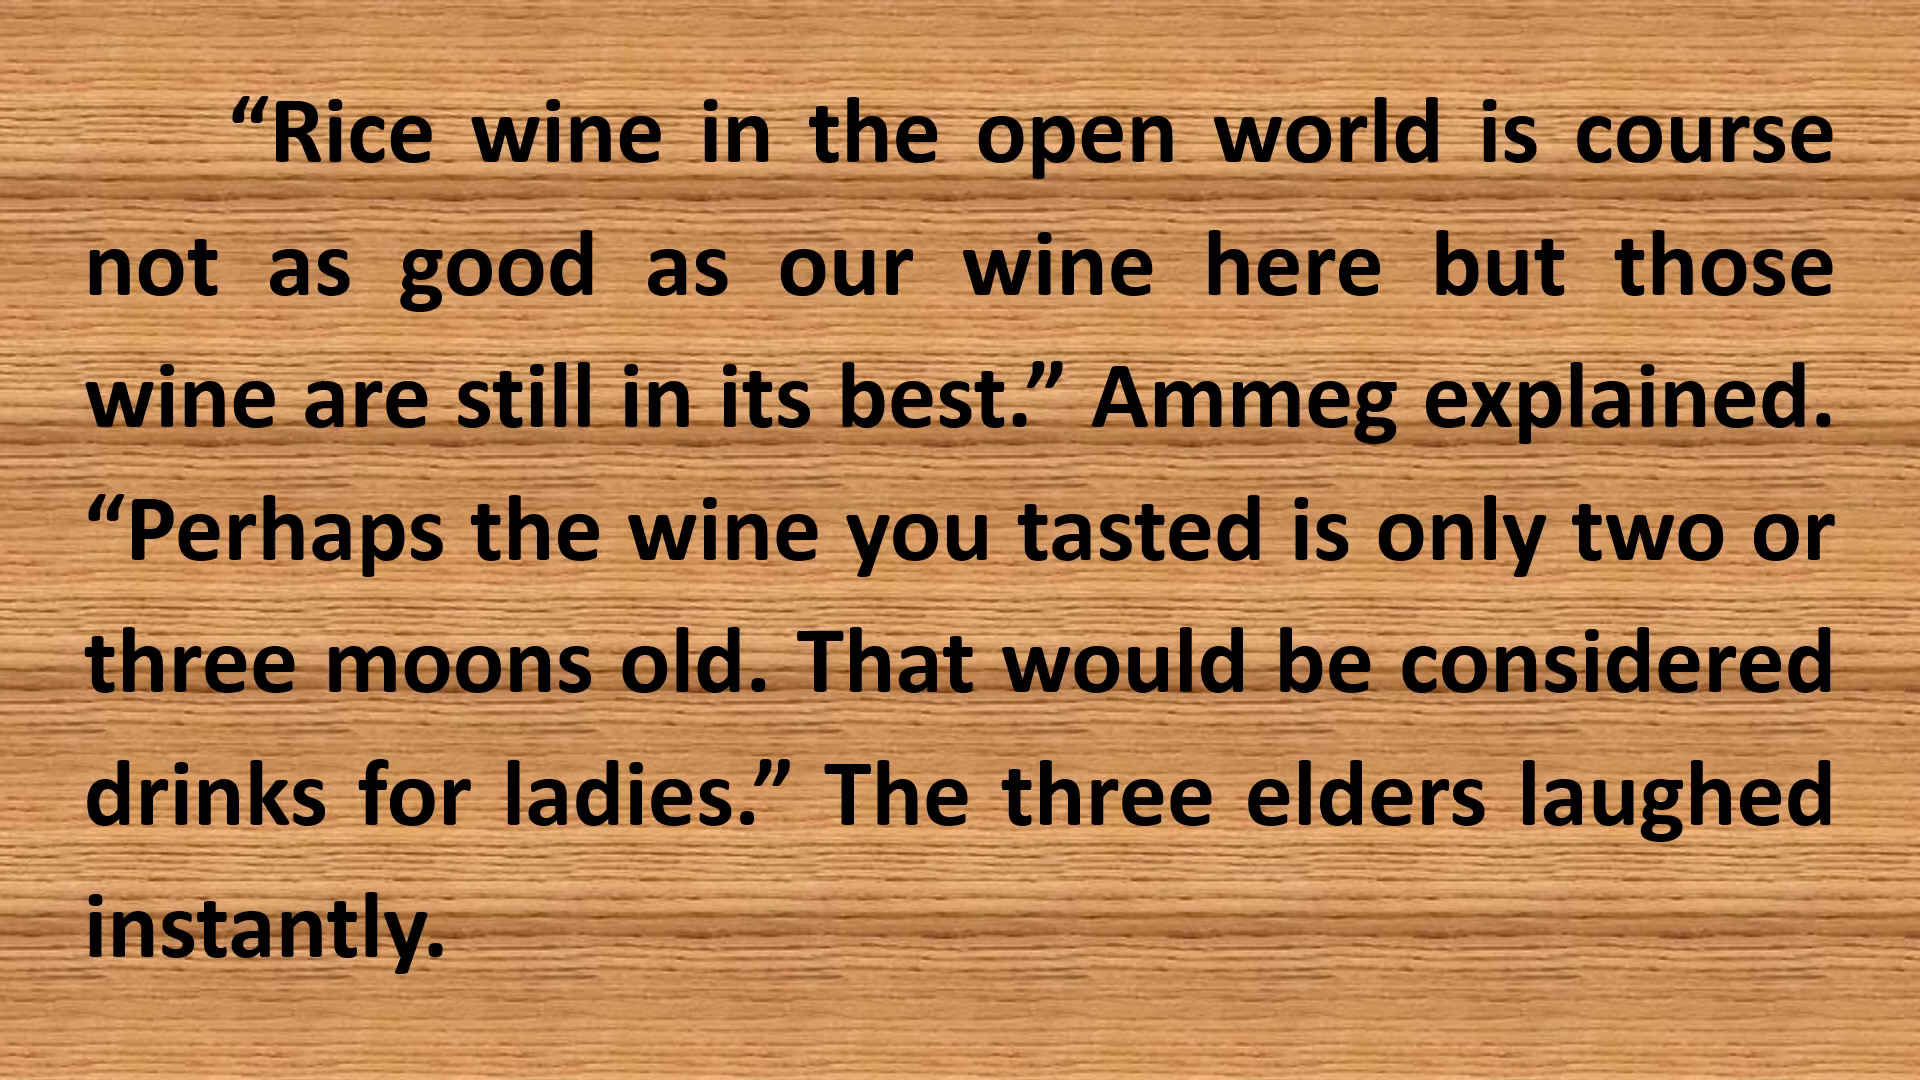 “Rice wine in the open world is course
not as good as our wine here but those
wine are still in its best.” Ammeg explained.
“Perhaps the wine you tasted is only two or
three moons old. That would be considered
drinks for ladies.” The three elders laughed
instantly.